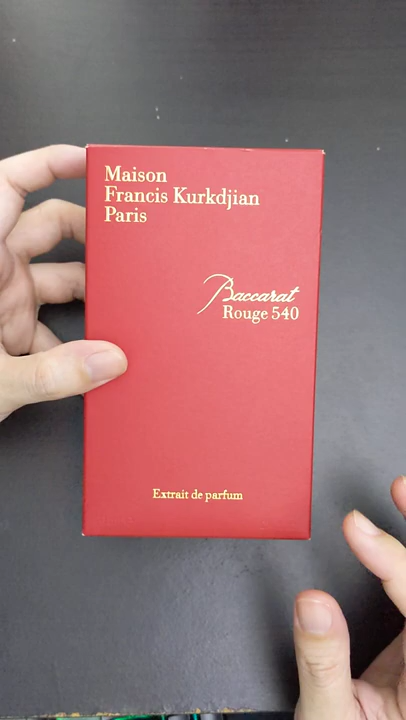 Maison
Francis Kurkdjian
Paris
Baccarat
Rouge 540
Extrait de parfum